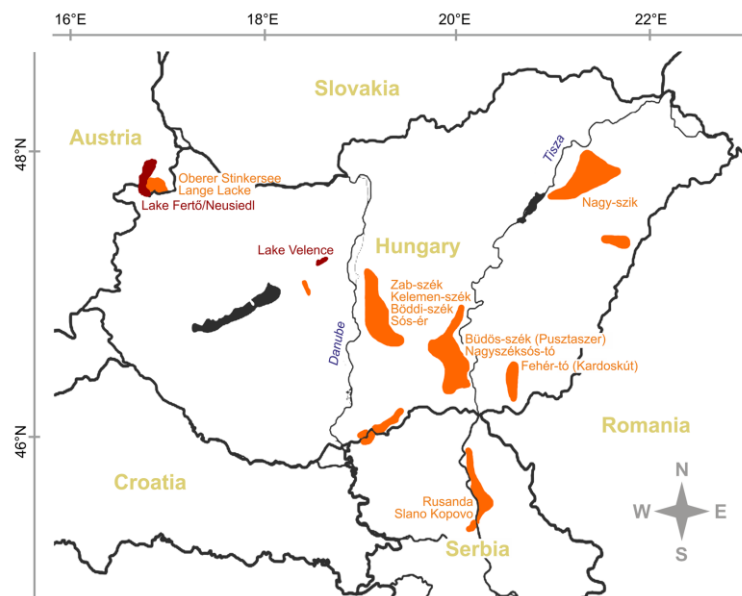 16°E
18°E
20°E
22°E
48°N
46°N
Slovakia
Austria
Oberer Stinkersee
Lange Lacke
Lake Fertő/Neusiedl
Tisza
Nagy-szik
Lake Velence
Hungary
Zab-szék
Kelemen-szék
Böddi-szék
Sós-ér
Danube
Büdös-szék (Pusztaszer)
Nagyszéksós-tó
Fehér-tó (Kardoskút)
Romania
Croatia
Rusanda
Slano Kopovo
Serbia
N
W
E
S